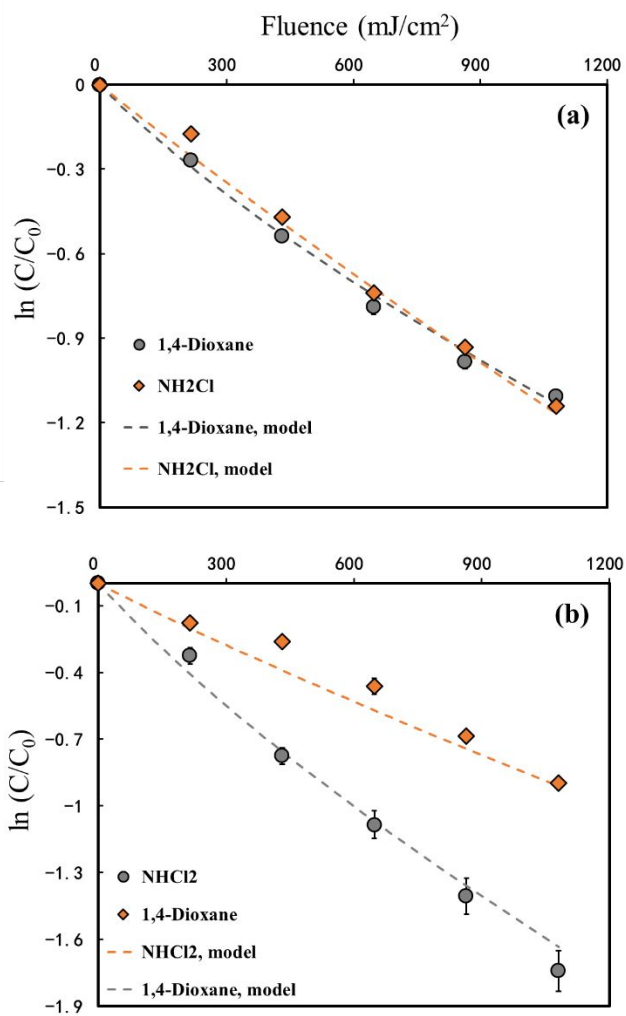 Fluence (mJ/cm²)
0 300 600 900 1200
0
(a)
−0.3
−0.6
ln (C/C₀)
−0.9
1,4-Dioxane
NH2Cl
−1.2
1,4-Dioxane, model
NH2Cl, model
−1.5
0 300 600 900 1200
−0.1
(b)
−0.4
−0.7
ln (C/C₀)
−1
−1.3
NHCl2
1,4-Dioxane
−1.6
NHCl2, model
1,4-Dioxane, model
−1.9